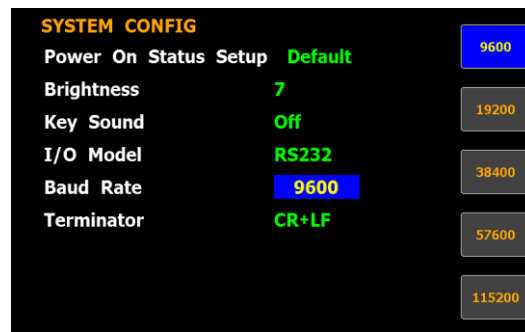 SYSTEM CONFIG
Power On Status Setup Default
Brightness 7
Key Sound Off
I/O Model RS232
Baud Rate 9600
Terminator CR+LF
9600
19200
38400
57600
115200